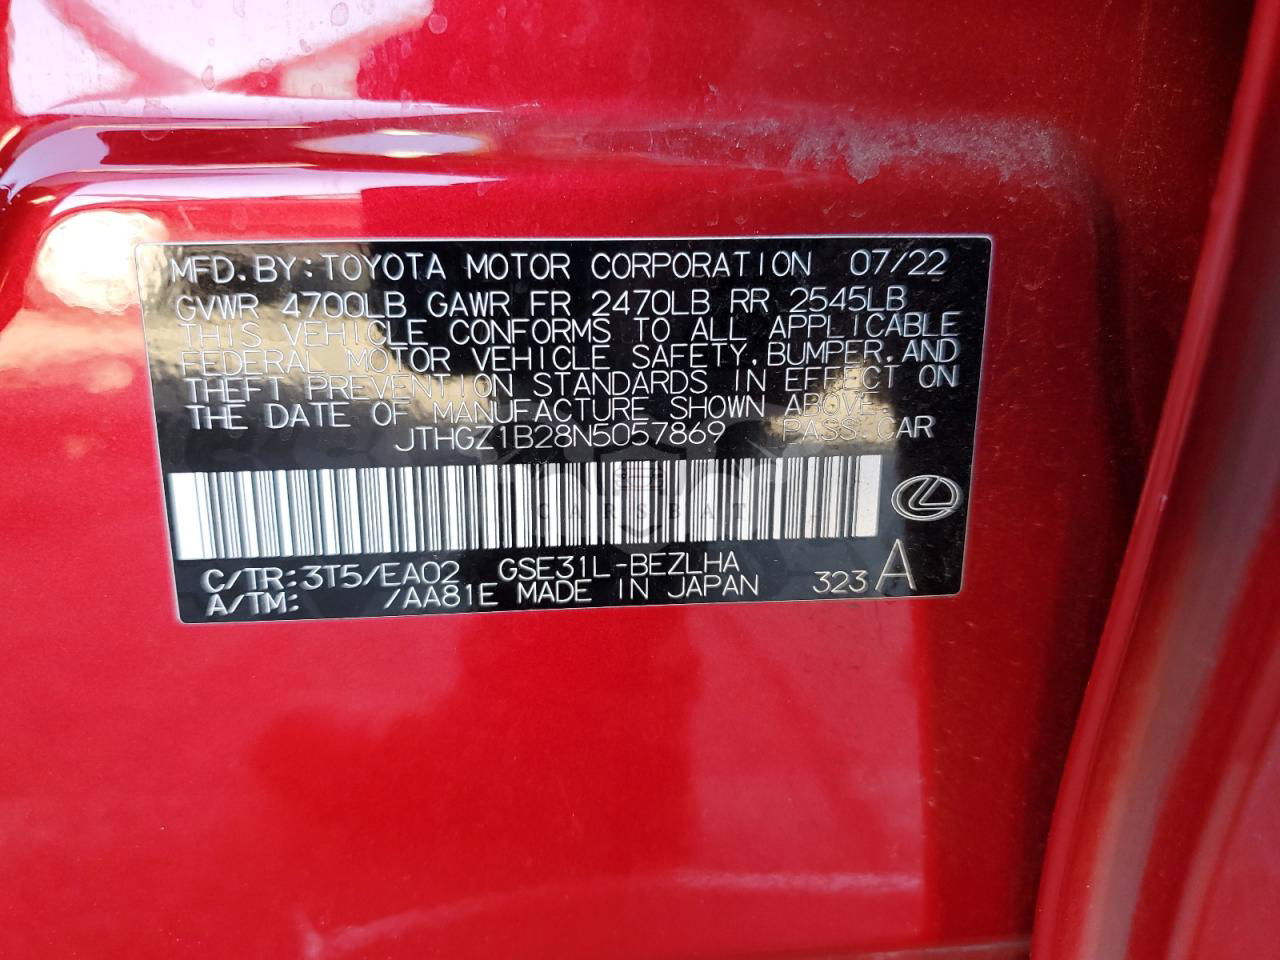 MFD. BY: TOYOTA MOTOR CORPORATION 07/22
GVWR 4700LB GAWR FR 2470LB RR 2545LB
THIS VEHICLE CONFORMS TO ALL APPLICABLE
FEDERAL MOTOR VEHICLE SAFETY, BUMPER, AND
THEFT PREVENTION STANDARDS IN EFFECT ON
THE DATE OF MANUFACTURE SHOWN ABOVE.
JTHGZ1B28N5057869 PASS. CAR
CARSBAT
C/TR: 3T5/EA02 GSE31L-BEZLHA
A/TM: /AA81E MADE IN JAPAN 323 A